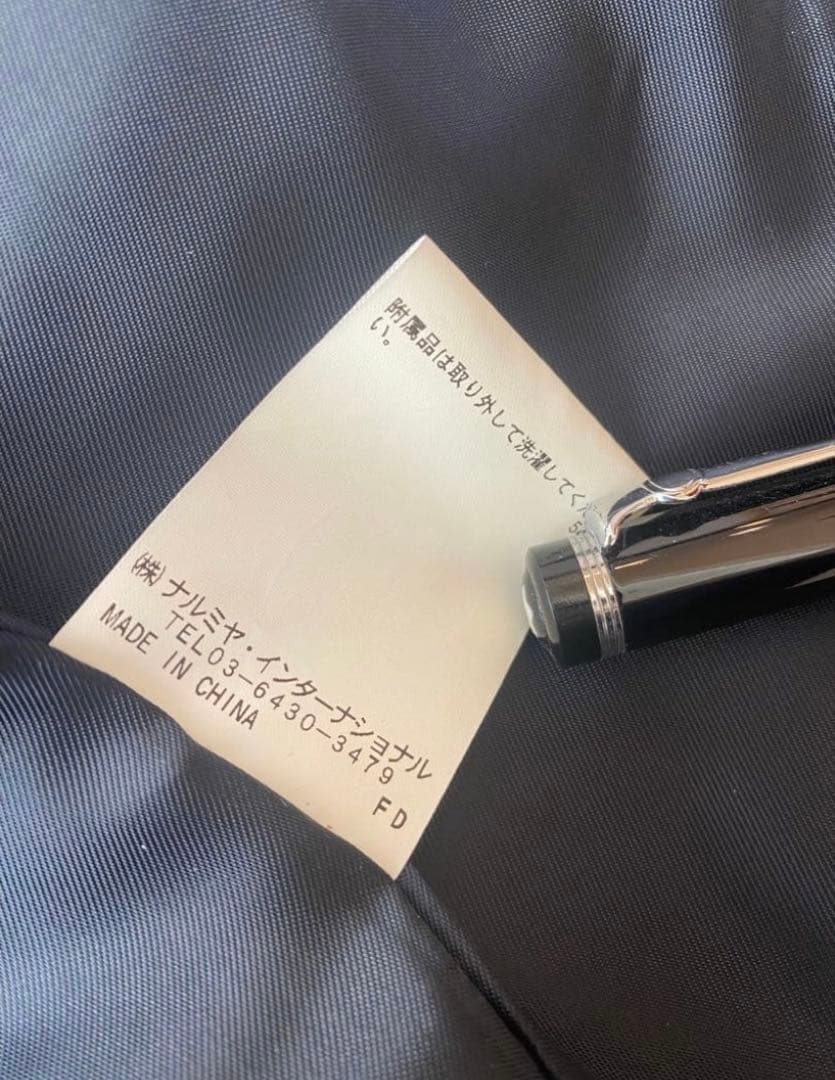 附属品は取り外して洗濯してくだ
い。
(株)ナルミヤ・インターナショナル
TEL03-6430-3479
MADE IN CHINA
FD